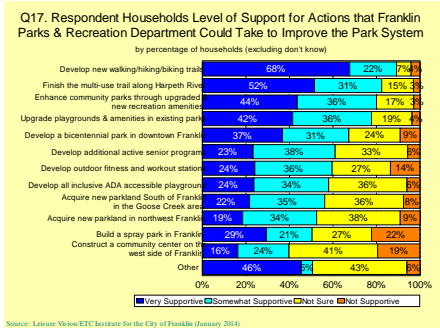 Q17. Respondent Households Level of Support for Actions that Franklin
Parks & Recreation Department Could Take to Improve the Park System
by percentage of households (excluding don't know)
Develop new walking/hiking/biking trails 68% 22% 7%
Finish the multi-use trail along Harpeth River 52% 31% 15% 3%
Enhance community parks through upgraded
new recreation amenities 44% 36% 17% 3%
Upgrade playgrounds & amenities in existing parks 42% 36% 19% 4%
Develop a bicentennial park in downtown Franklin 37% 31% 24% 9%
Develop additional active senior programs 23% 38% 33% 6%
Develop outdoor fitness and workout stations 24% 36% 27% 14%
Develop all inclusive ADA accessible playground 24% 34% 36% 6%
Acquire new parkland South of Franklin
in the Goose Creek area 22% 35% 36% 8%
Acquire new parkland in northwest Franklin 19% 34% 38% 9%
Build a spray park in Franklin 29% 21% 27% 22%
Construct a community center on the
west side of Franklin 16% 24% 41% 19%
Other 46% 43% 6%
0% 20% 40% 60% 80% 100%
Very Supportive Somewhat Supportive Not Sure Not Supportive
Source: Leisure Vision/ETC Institute for the City of Franklin (January 2014)